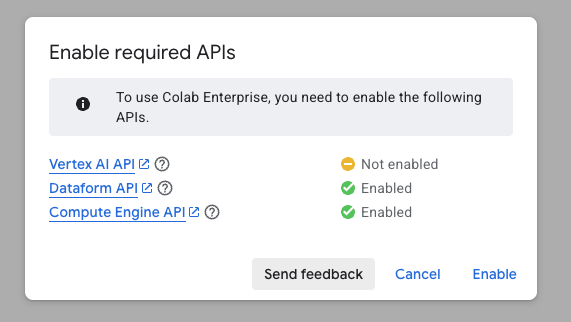 Enable required APIs
To use Colab Enterprise, you need to enable the following
APIs.
Vertex AI API Not enabled
Dataform API Enabled
Compute Engine API Enabled
Send feedback Cancel Enable